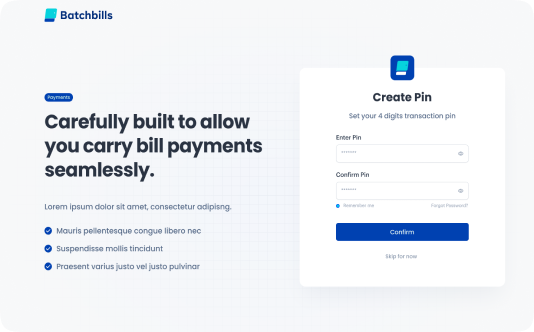 Batchbills
Payments
Carefully built to allow
you carry bill payments
seamlessly.
Lorem ipsum dolor sit amet, consectetur adipisng.
Mauris pellentesque congue libero nec
Suspendisse mollis tincidunt
Praesent varius justo vel justo pulvinar
Create Pin
Set your 4 digits transaction pin
Enter Pin
*******
Confirm Pin
*******
Remember me
Forgot Password?
Confirm
Skip for now